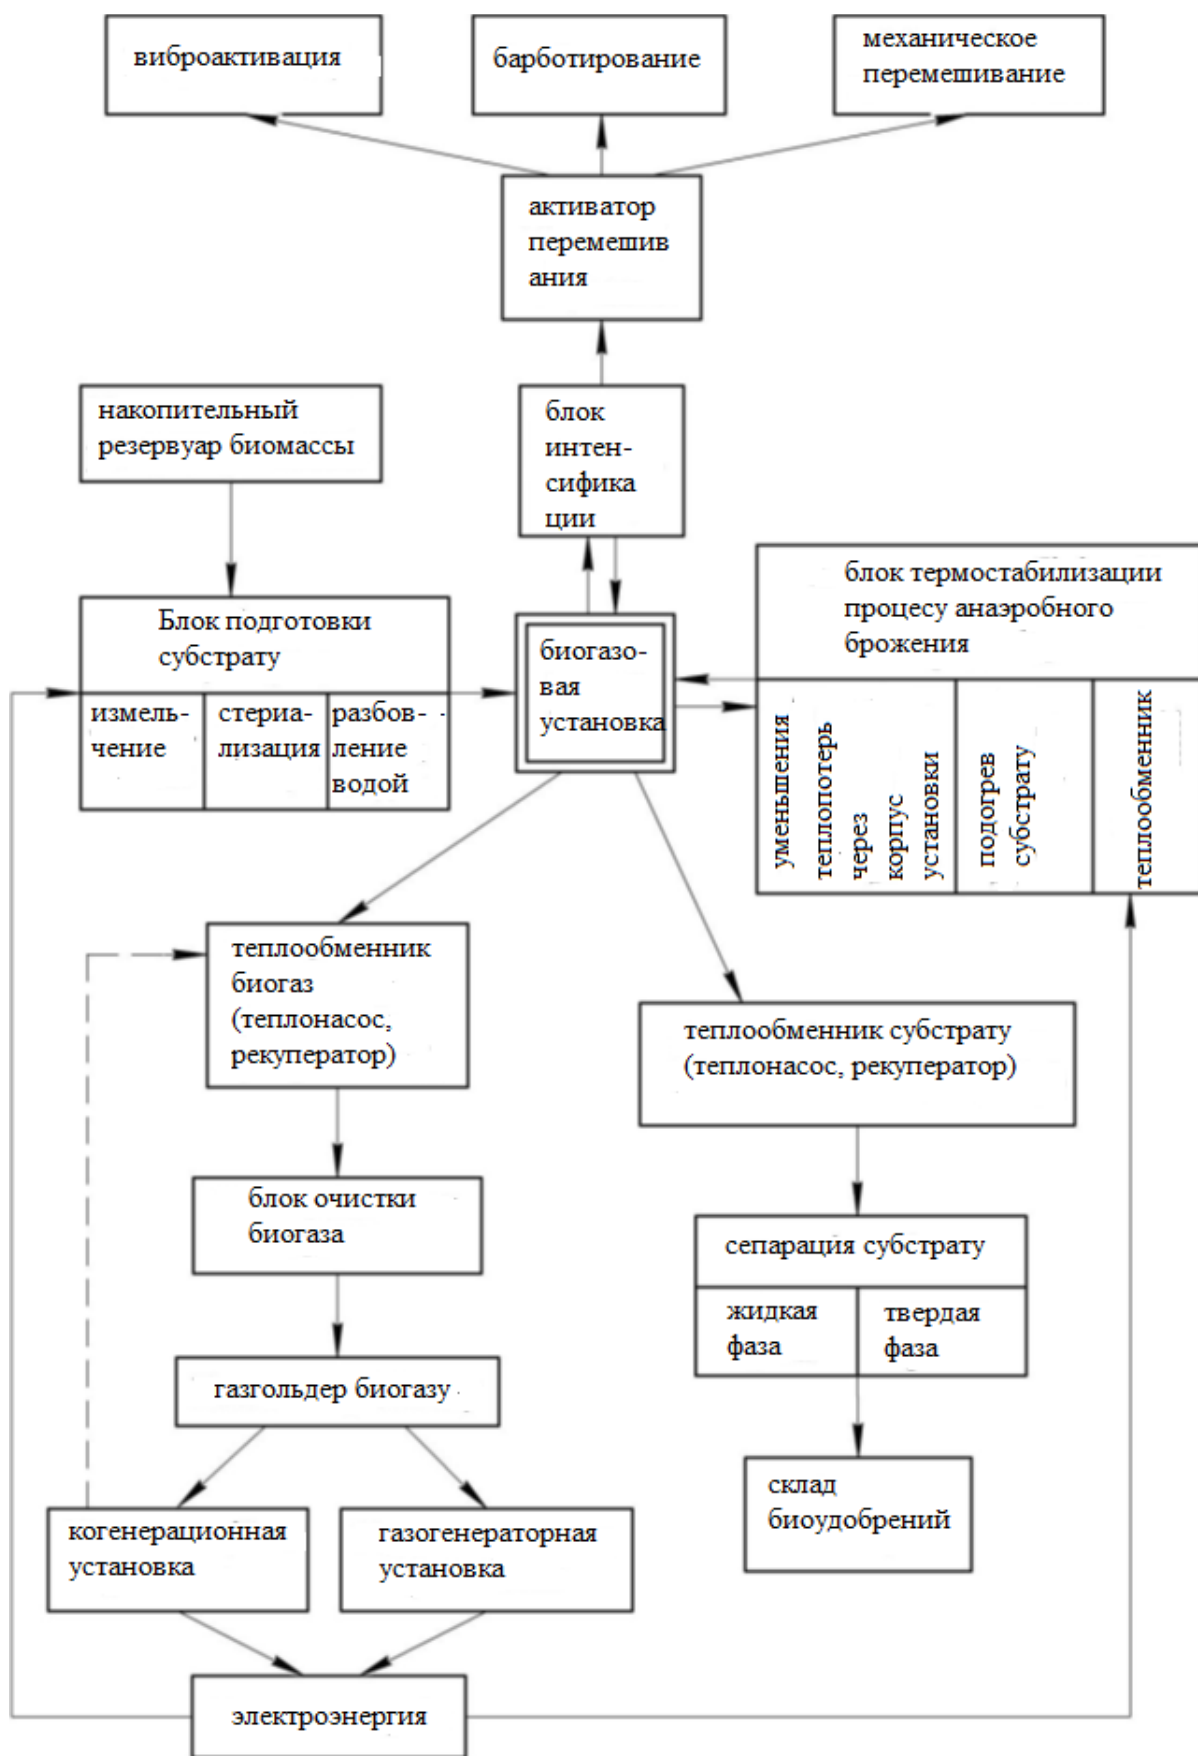 виброактивация
барботирование
механическое
перемешивание
активатор
перемешив
ания
накопительный
резервуар биомассы
блок
интен-
сифика
ции
Блок подготовки
субстрату
измель-
чение
стериа-
лизация
разбов-
ление
водой
биогазо-
вая
установка
блок термостабилизации
процесу анаэробного
брожения
уменьшения
теплопотерь
через
корпус
установки
подогрев
субстрату
теплообменник
теплообменник
биогаз
(теплонасос,
рекуператор)
теплообменник субстрату
(теплонасос, рекуператор)
блок очистки
биогаза
сепарация субстрату
жидкая
фаза
твердая
фаза
газгольдер биогазу
склад
биоудобрений
когенерационная
установка
газогенераторная
установка
электроэнергия